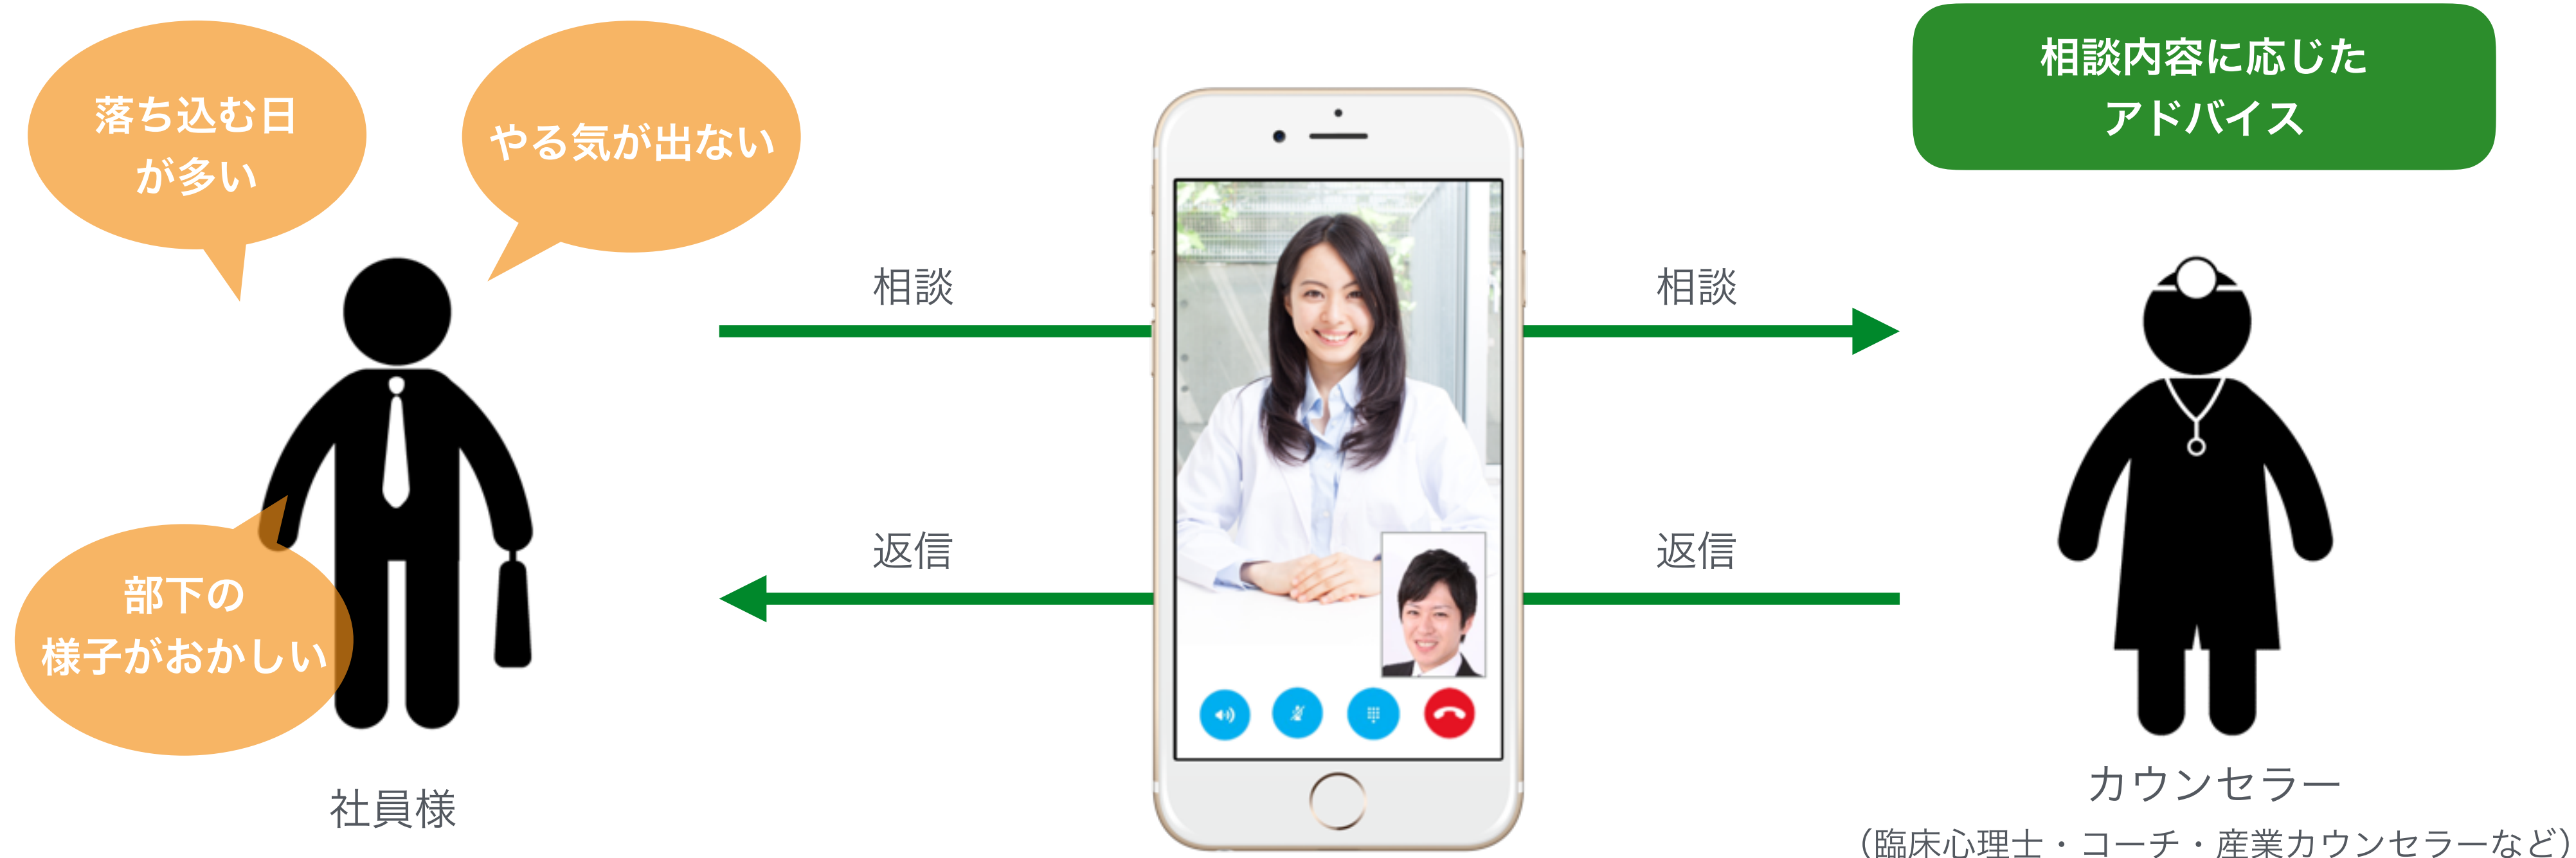 落ち込む日
が多い
やる気が出ない
部下の
様子がおかしい
社員様
相談
返信
相談
返信
相談内容に応じた
アドバイス
カウンセラー
（臨床心理士・コーチ・産業カウンセラーなど）